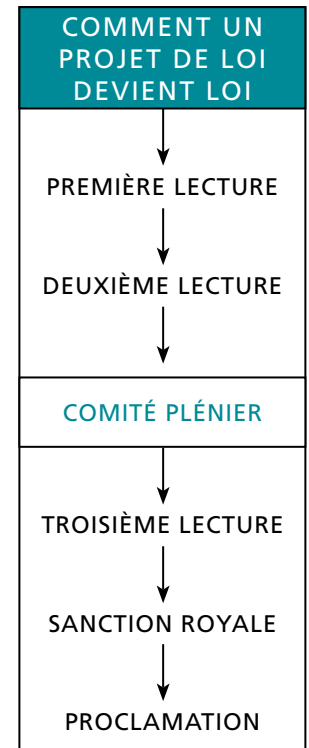 COMMENT UN
PROJET DE LOI
DEVIENT LOI
PREMIÈRE LECTURE
DEUXIÈME LECTURE
COMITÉ PLÉNIER
TROISIÈME LECTURE
SANCTION ROYALE
PROCLAMATION